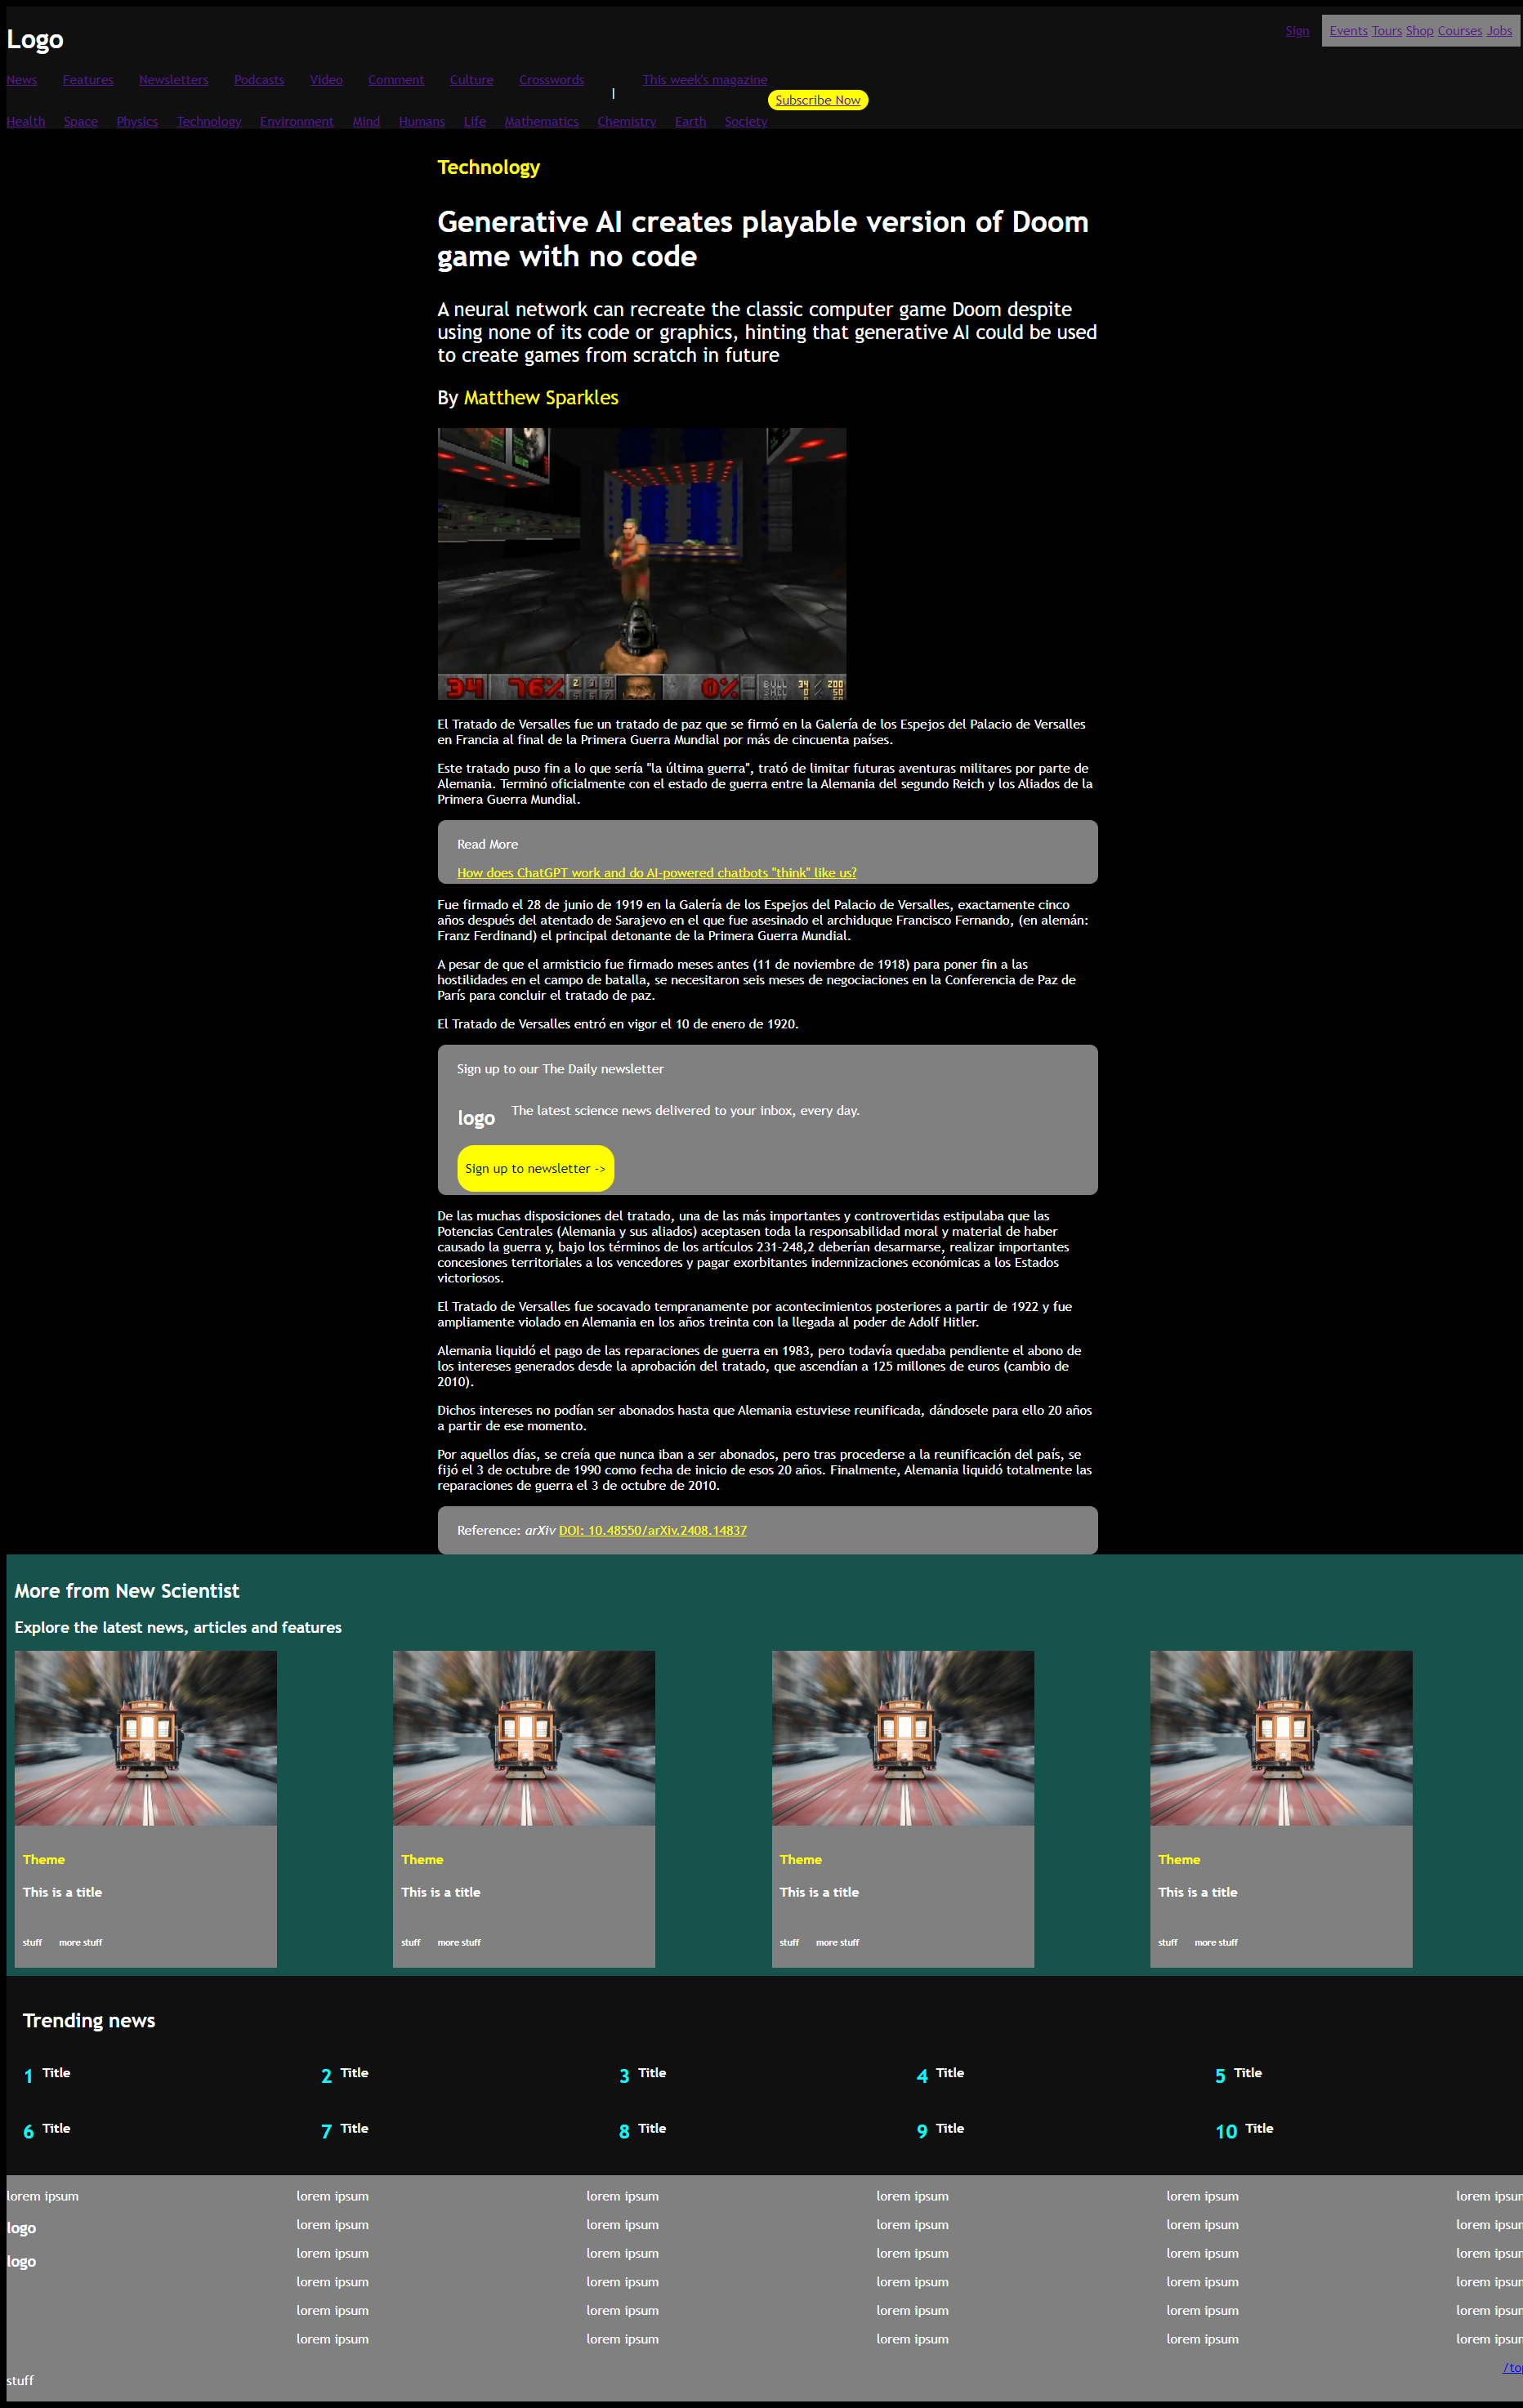 Logo
Sign Events Tours Shop Courses Jobs
News Features Newsletters Podcasts Video Comment Culture Crosswords | This week's magazine
Subscribe Now
Health Space Physics Technology Environment Mind Humans Life Mathematics Chemistry Earth Society
Technology
Generative AI creates playable version of Doom
game with no code
A neural network can recreate the classic computer game Doom despite
using none of its code or graphics, hinting that generative AI could be used
to create games from scratch in future
By Matthew Sparkles
34 76% 0%
El Tratado de Versalles fue un tratado de paz que se firmó en la Galería de los Espejos del Palacio de Versalles
en Francia al final de la Primera Guerra Mundial por más de cincuenta países.
Este tratado puso fin a lo que sería "la última guerra", trató de limitar futuras aventuras militares por parte de
Alemania. Terminó oficialmente con el estado de guerra entre la Alemania del segundo Reich y los Aliados de la
Primera Guerra Mundial.
Read More
How does ChatGPT work and do AI-powered chatbots "think" like us?
Fue firmado el 28 de junio de 1919 en la Galería de los Espejos del Palacio de Versalles, exactamente cinco
años después del atentado de Sarajevo en el que fue asesinado el archiduque Francisco Fernando, (en alemán:
Franz Ferdinand) el principal detonante de la Primera Guerra Mundial.
A pesar de que el armisticio fue firmado meses antes (11 de noviembre de 1918) para poner fin a las
hostilidades en el campo de batalla, se necesitaron seis meses de negociaciones en la Conferencia de Paz de
París para concluir el tratado de paz.
El Tratado de Versalles entró en vigor el 10 de enero de 1920.
Sign up to our The Daily newsletter
logo The latest science news delivered to your inbox, every day.
Sign up to newsletter ->
De las muchas disposiciones del tratado, una de las más importantes y controvertidas estipulaba que las
Potencias Centrales (Alemania y sus aliados) aceptasen toda la responsabilidad moral y material de haber
causado la guerra y, bajo los términos de los artículos 231-248,2 deberían desarmarse, realizar importantes
concesiones territoriales a los vencedores y pagar exorbitantes indemnizaciones económicas a los Estados
victoriosos.
El Tratado de Versalles fue socavado tempranamente por acontecimientos posteriores a partir de 1922 y fue
ampliamente violado en Alemania en los años treinta con la llegada al poder de Adolf Hitler.
Alemania liquidó el pago de las reparaciones de guerra en 1983, pero todavía quedaba pendiente el abono de
los intereses generados desde la aprobación del tratado, que ascendían a 125 millones de euros (cambio de
2010).
Dichos intereses no podían ser abonados hasta que Alemania estuviese reunificada, dándosele para ello 20 años
a partir de ese momento.
Por aquellos días, se creía que nunca iban a ser abonados, pero tras procederse a la reunificación del país, se
fijó el 3 de octubre de 1990 como fecha de inicio de esos 20 años. Finalmente, Alemania liquidó totalmente las
reparaciones de guerra el 3 de octubre de 2010.
Reference: arXiv DOI: 10.48550/arXiv.2408.14837
More from New Scientist
Explore the latest news, articles and features
Theme Theme Theme Theme
This is a title This is a title This is a title This is a title
stuff more stuff stuff more stuff stuff more stuff stuff more stuff
Trending news
1 Title 2 Title 3 Title 4 Title 5 Title
6 Title 7 Title 8 Title 9 Title 10 Title
lorem ipsum lorem ipsum lorem ipsum lorem ipsum lorem ipsum lorem
logo lorem ipsum lorem ipsum lorem ipsum lorem ipsum lorem
logo lorem ipsum lorem ipsum lorem ipsum lorem ipsum lorem
lorem ipsum lorem ipsum lorem ipsum lorem ipsum lorem
lorem ipsum lorem ipsum lorem ipsum lorem ipsum lorem
lorem ipsum lorem ipsum lorem ipsum lorem ipsum lorem
stuff